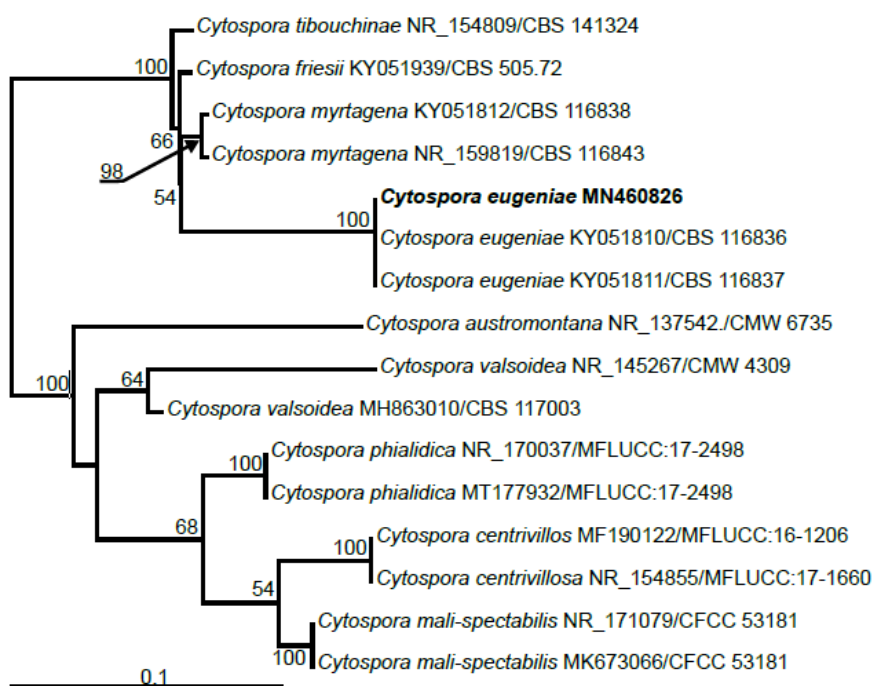 Cytospora tibouchinae NR_154809/CBS 141324
100
Cytospora friesii KY051939/CBS 505.72
Cytospora myrtagena KY051812/CBS 116838
66
Cytospora myrtagena NR_159819/CBS 116843
98
54
Cytospora eugeniae MN460826
100
Cytospora eugeniae KY051810/CBS 116836
Cytospora eugeniae KY051811/CBS 116837
Cytospora austromontana NR_137542./CMW 6735
Cytospora valsoidea NR_145267/CMW 4309
100
64
Cytospora valsoidea MH863010/CBS 117003
Cytospora phialidica NR_170037/MFLUCC:17-2498
100
Cytospora phialidica MT177932/MFLUCC:17-2498
68
Cytospora centrivillos MF190122/MFLUCC:16-1206
100
Cytospora centrivillosa NR_154855/MFLUCC:17-1660
54
Cytospora mali-spectabilis NR_171079/CFCC 53181
100
Cytospora mali-spectabilis MK673066/CFCC 53181
0.1